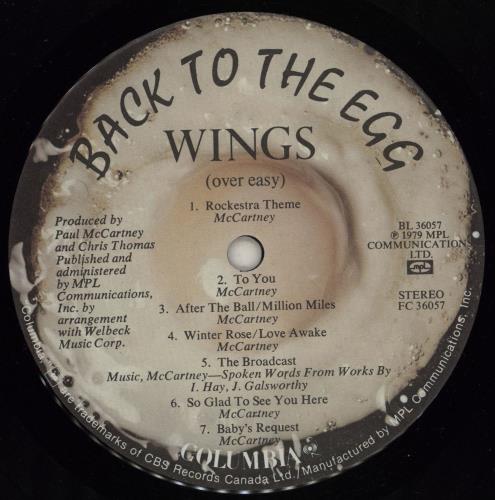 BACK TO THE EGG
WINGS
(over easy)
1. Rockestra Theme
McCartney
Produced by
Paul McCartney
and Chris Thomas
Published and
administered
by MPL
Communications,
Inc. by
arrangement
with Welbeck
Music Corp.
BL 36057
℗ 1979 MPL
COMMUNICATIONS
LTD.
STEREO
FC 36057
2. To You
McCartney
3. After The Ball/Million Miles
McCartney
4. Winter Rose/Love Awake
McCartney
5. The Broadcast
Music, McCartney—Spoken Words From Works By
I. Hay, J. Galsworthy
6. So Glad To See You Here
McCartney
7. Baby's Request
McCartney
COLUMBIA
are trademarks of CBS Records Canada Ltd./Manufactured by MPL Communications, Inc.